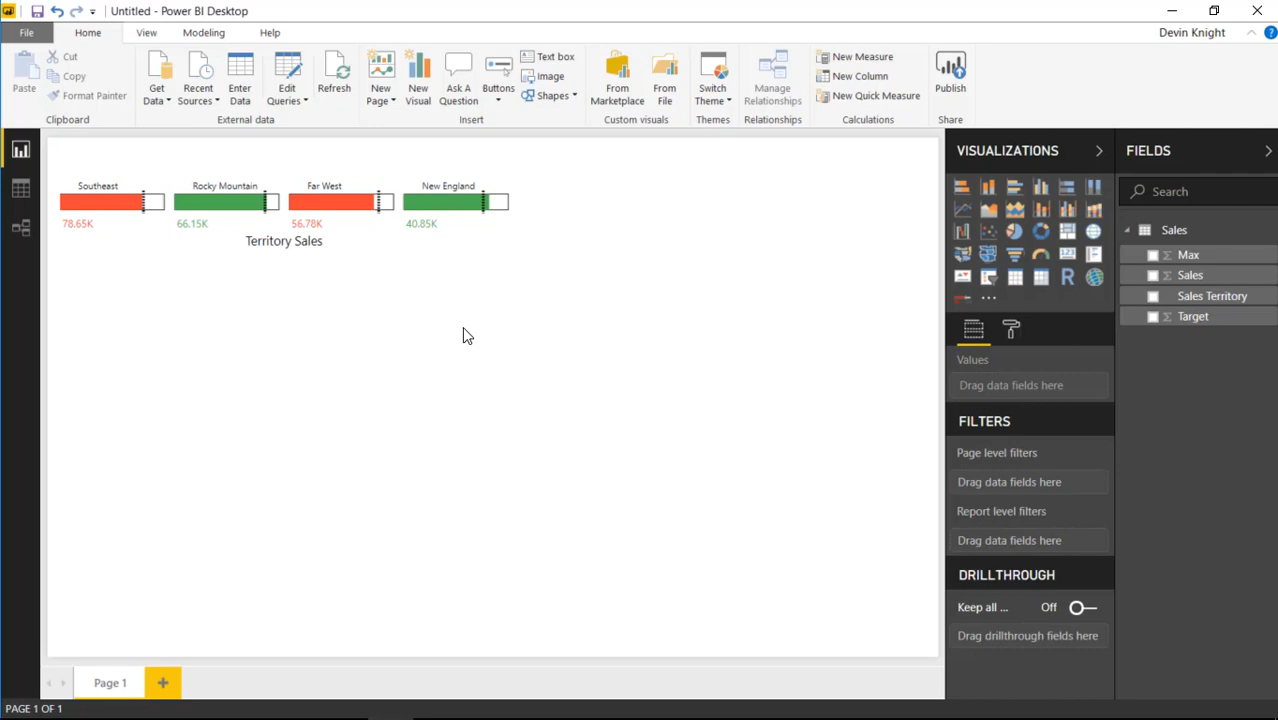 Untitled - Power BI Desktop
File Home View Modeling Help Devin Knight ?
Paste
Cut
Copy
Format Painter
Clipboard
Get Data
Recent Sources
Enter Data
Edit Queries
Refresh
External data
New Page
New Visual
Ask A Question
Buttons
Text box
Image
Shapes
Insert
From Marketplace
From File
Custom visuals
Switch Theme
Themes
Manage Relationships
Relationships
New Measure
New Column
New Quick Measure
Calculations
Publish
Share
Southeast Rocky Mountain Far West New England
78.65K 66.15K 56.78K 40.85K
Territory Sales
VISUALIZATIONS
123
R
Values
Drag data fields here
FILTERS
Page level filters
Drag data fields here
Report level filters
Drag data fields here
DRILLTHROUGH
Keep all ... Off
Drag drillthrough fields here
FIELDS
Search
Sales
Σ Max
Σ Sales
Sales Territory
Σ Target
Page 1
PAGE 1 OF 1